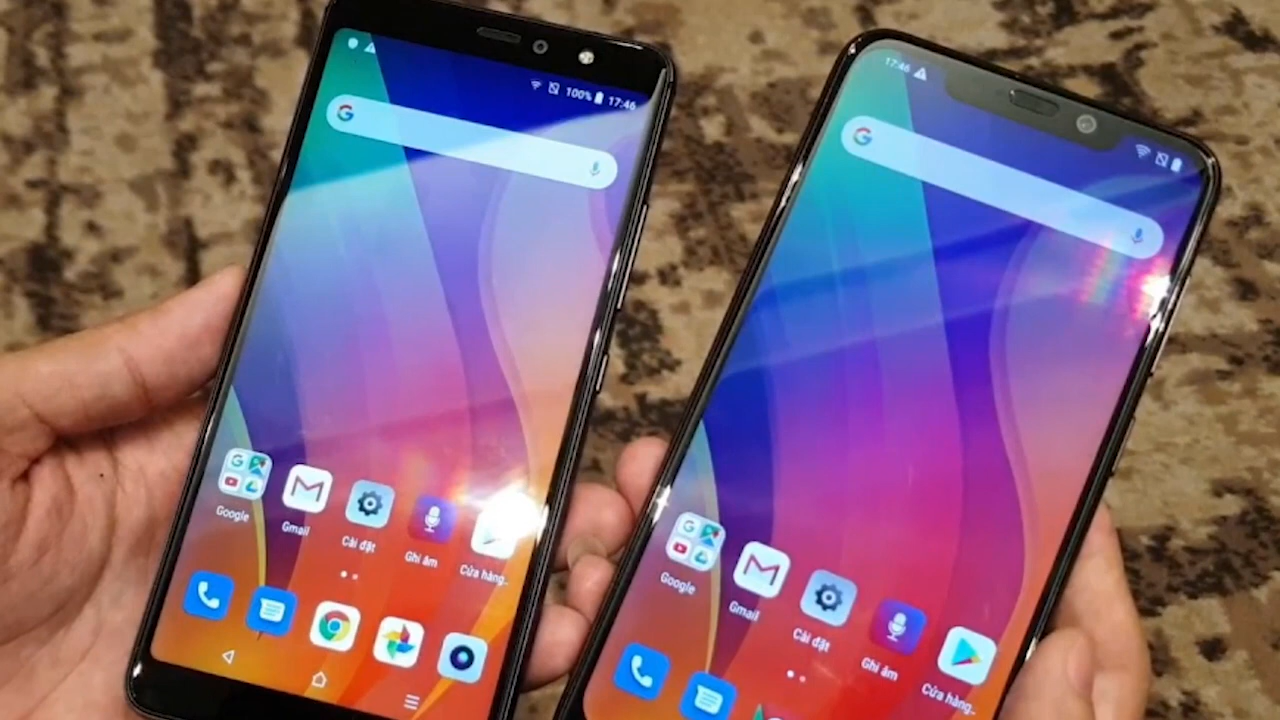 100% 17:46
G
Google
Gmail
Cài đặt
Ghi âm
Cửa hàng..
17:46
G
Google
Gmail
Cài đặt
Ghi âm
Cửa hàng..